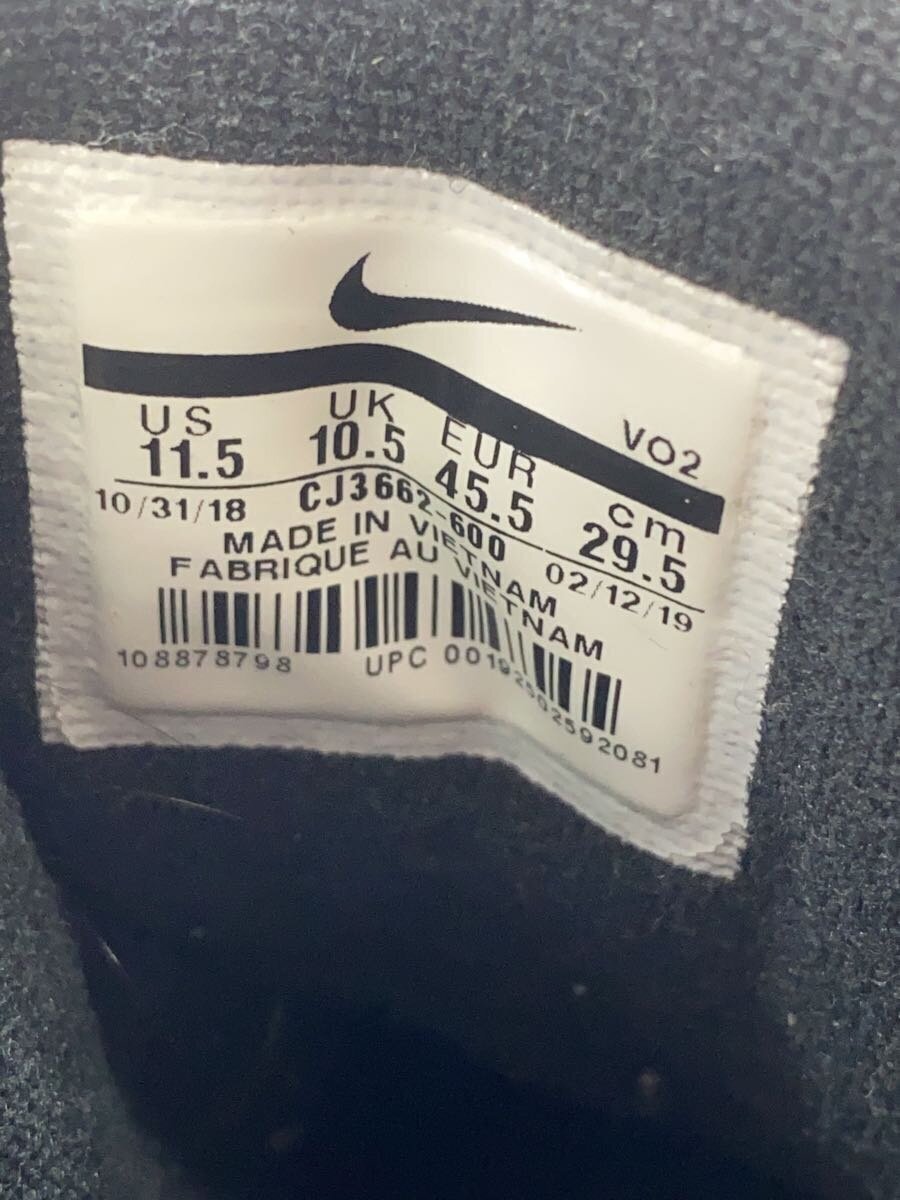 VO2
US UK EUR cm
11.5 10.5 45.5 29.5
10/31/18 CJ3662-600 02/12/19
MADE IN VIETNAM
FABRIQUE AU VIETNAM
108878798 UPC 00192502592081